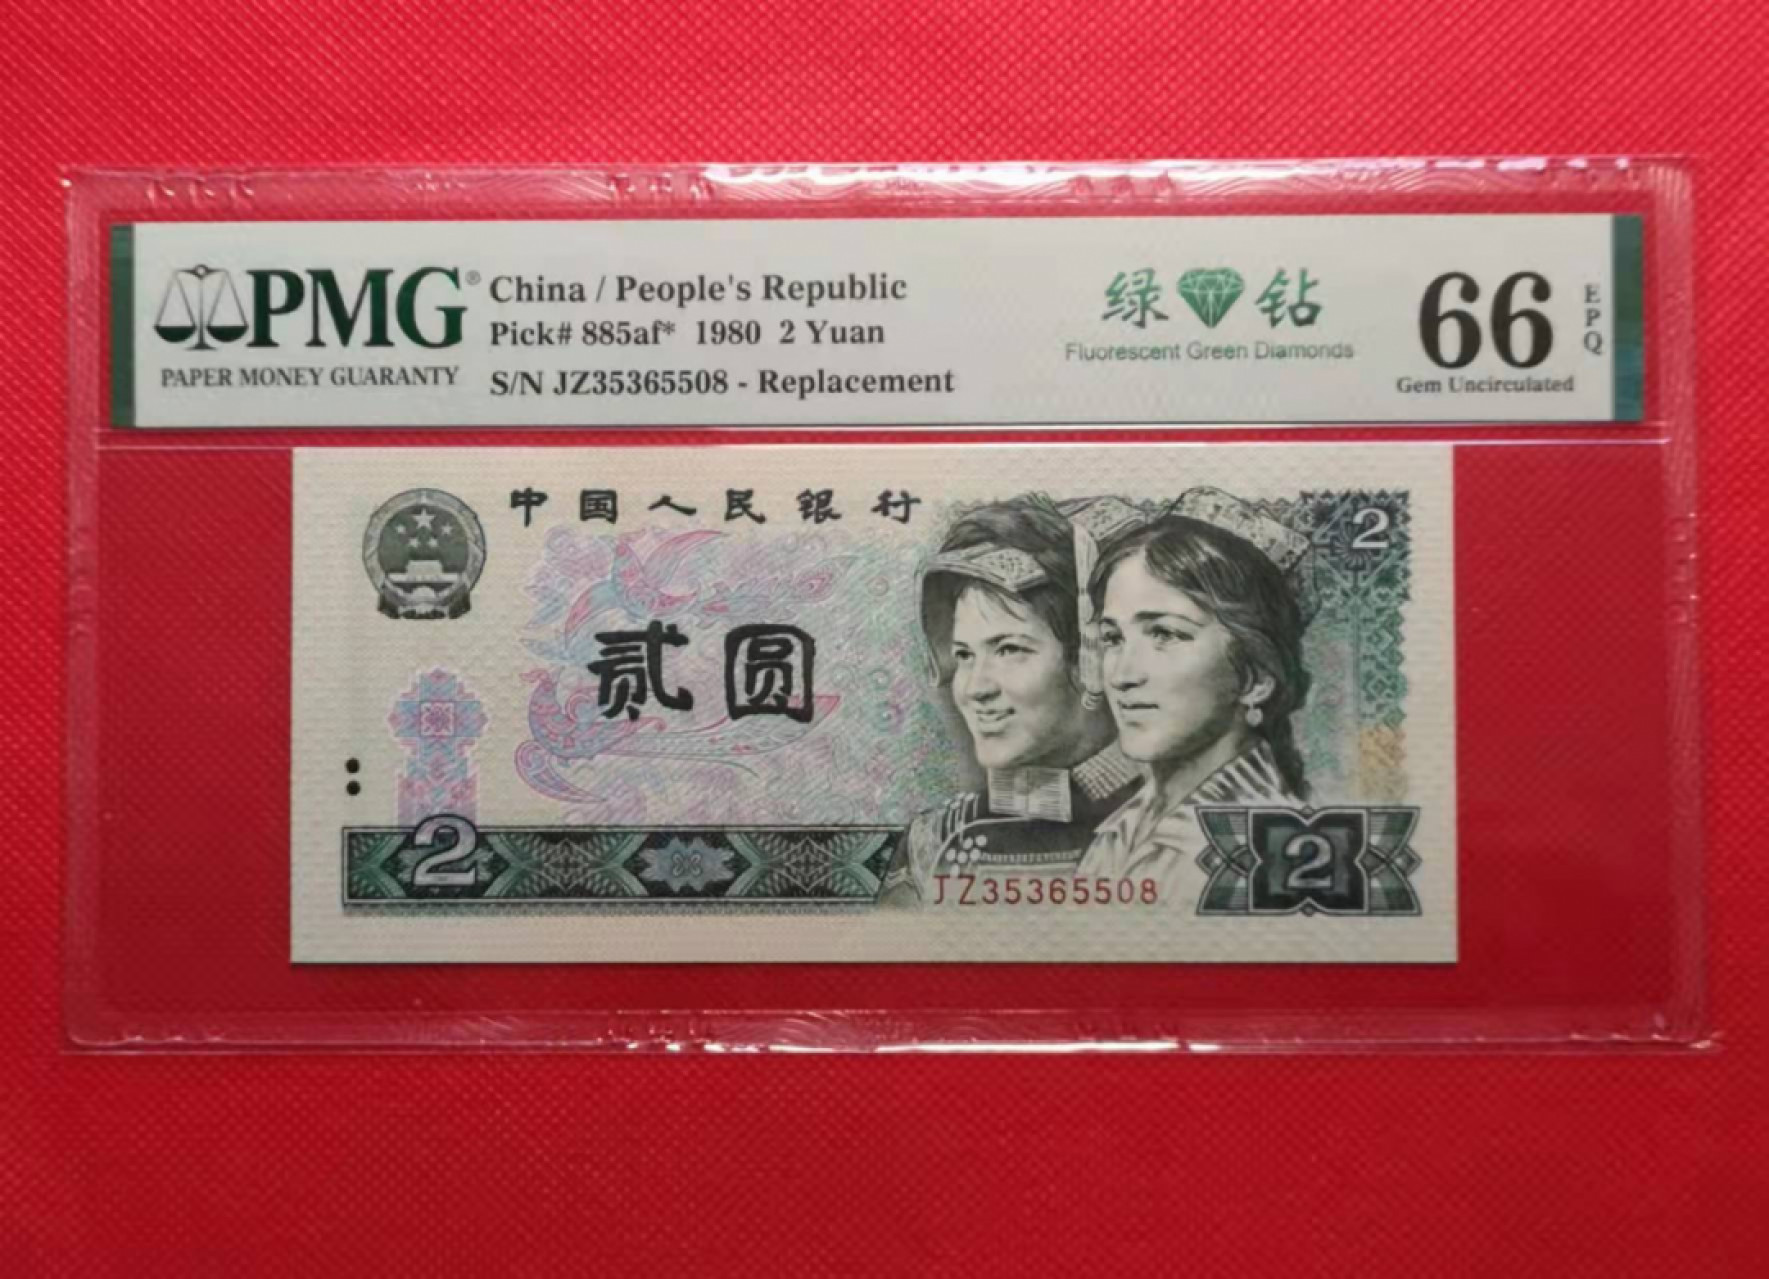 PMG®
PAPER MONEY GUARANTY
China / People's Republic
Pick# 885af* 1980 2 Yuan
S/N JZ35365508 - Replacement
绿钻
Fluorescent Green Diamonds
66
EPQ
Gem Uncirculated
中国人民银行
2
贰圆
2
JZ35365508
2